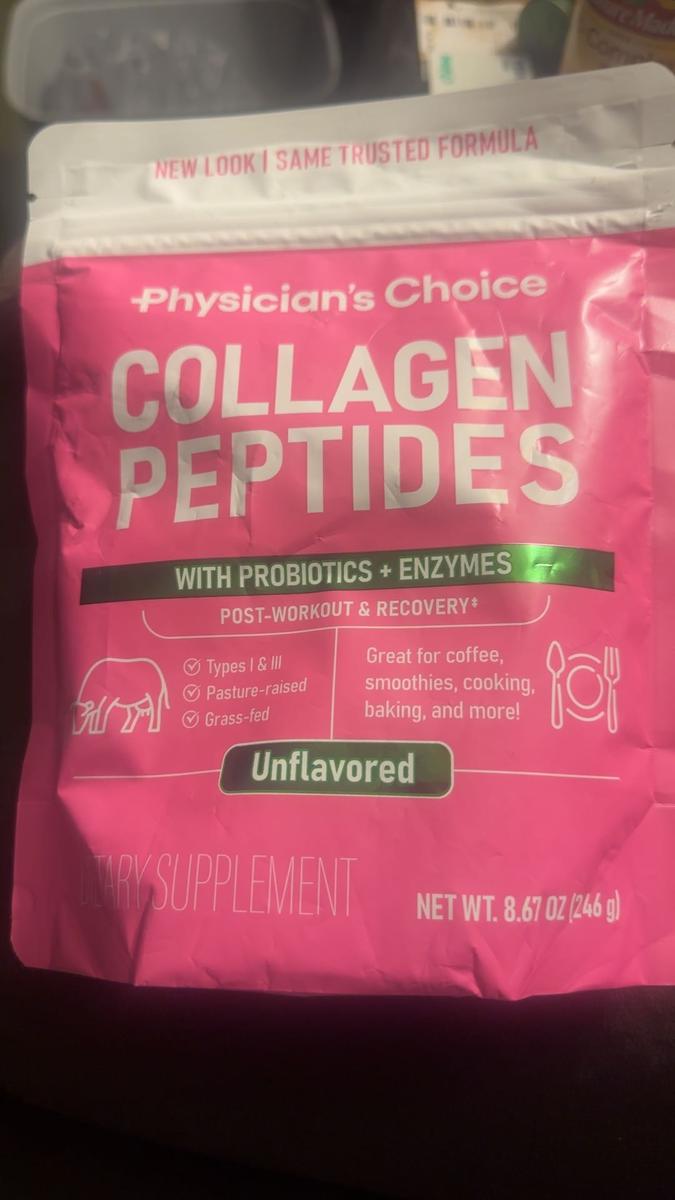 NEW LOOK | SAME TRUSTED FORMULA
Physician's Choice
COLLAGEN
PEPTIDES
WITH PROBIOTICS + ENZYMES
POST-WORKOUT & RECOVERY‡
Types I & III
Pasture-raised
Grass-fed
Great for coffee,
smoothies, cooking,
baking, and more!
Unflavored
SUPPLEMENT
NET WT. 8.67 OZ (246 g)